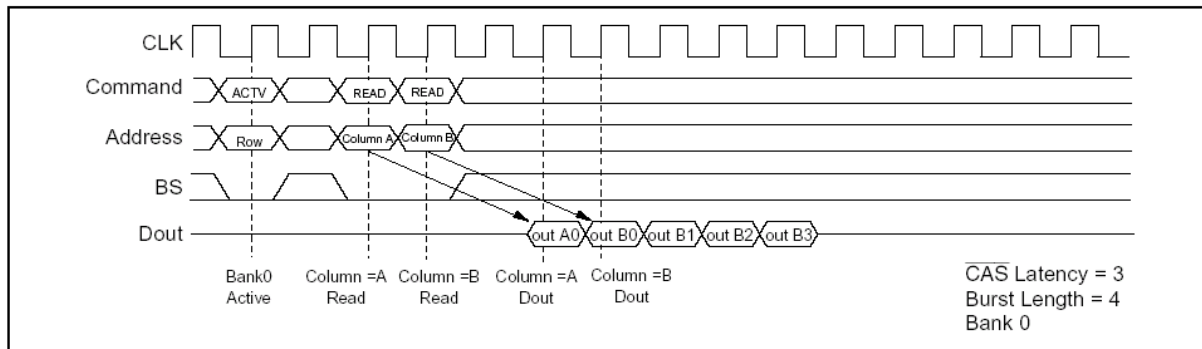 CLK
Command ACTV READ READ
Address Row Column A Column B
BS
Dout out A0 out B0 out B1 out B2 out B3
Bank0 Active
Column =A Read
Column =B Read
Column =A Dout
Column =B Dout
CAS Latency = 3
Burst Length = 4
Bank 0